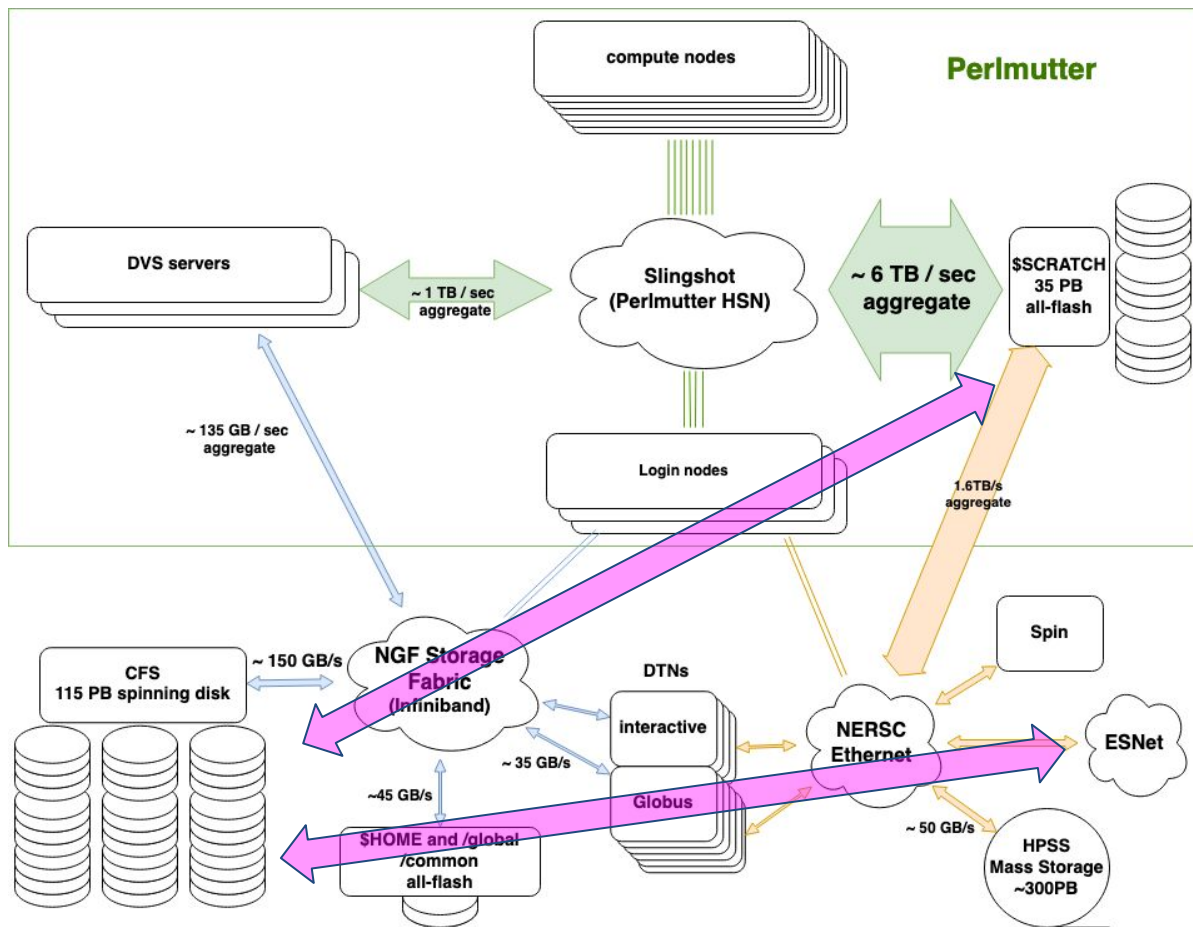 compute nodes
Perlmutter
DVS servers
~ 1 TB / sec
aggregate
Slingshot
(Perlmutter HSN)
~ 6 TB / sec
aggregate
$SCRATCH
35 PB
all-flash
~ 135 GB / sec
aggregate
Login nodes
1.6TB/s
aggregate
CFS
115 PB spinning disk
~ 150 GB/s
NGF Storage
Fabric
(Infiniband)
DTNs
interactive
Globus
~ 35 GB/s
~45 GB/s
$HOME and /global
/common
all-flash
NERSC
Ethernet
Spin
ESNet
~ 50 GB/s
HPSS
Mass Storage
~300PB